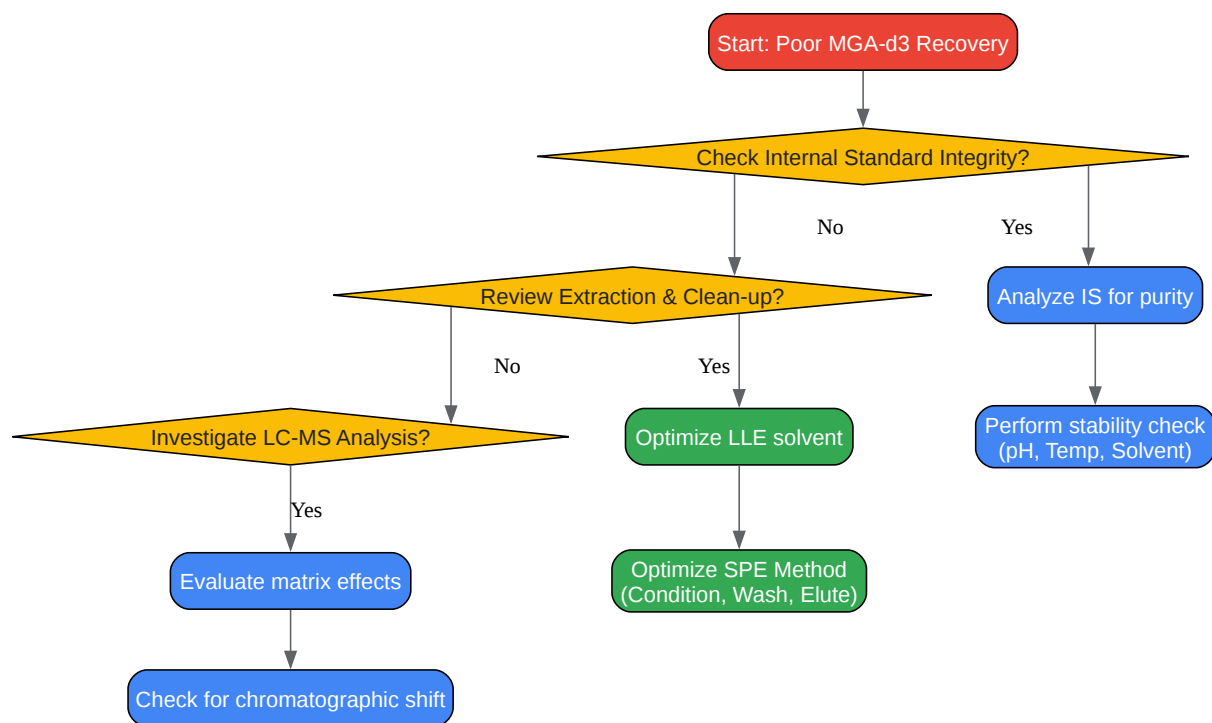 Start: Poor MGA-d3 Recovery
Check Internal Standard Integrity?
No
Yes
Review Extraction & Clean-up?
Analyze IS for purity
No
Yes
Investigate LC-MS Analysis?
Optimize LLE solvent
Perform stability check
(pH, Temp, Solvent)
Yes
Evaluate matrix effects
Optimize SPE Method
(Condition, Wash, Elute)
Check for chromatographic shift